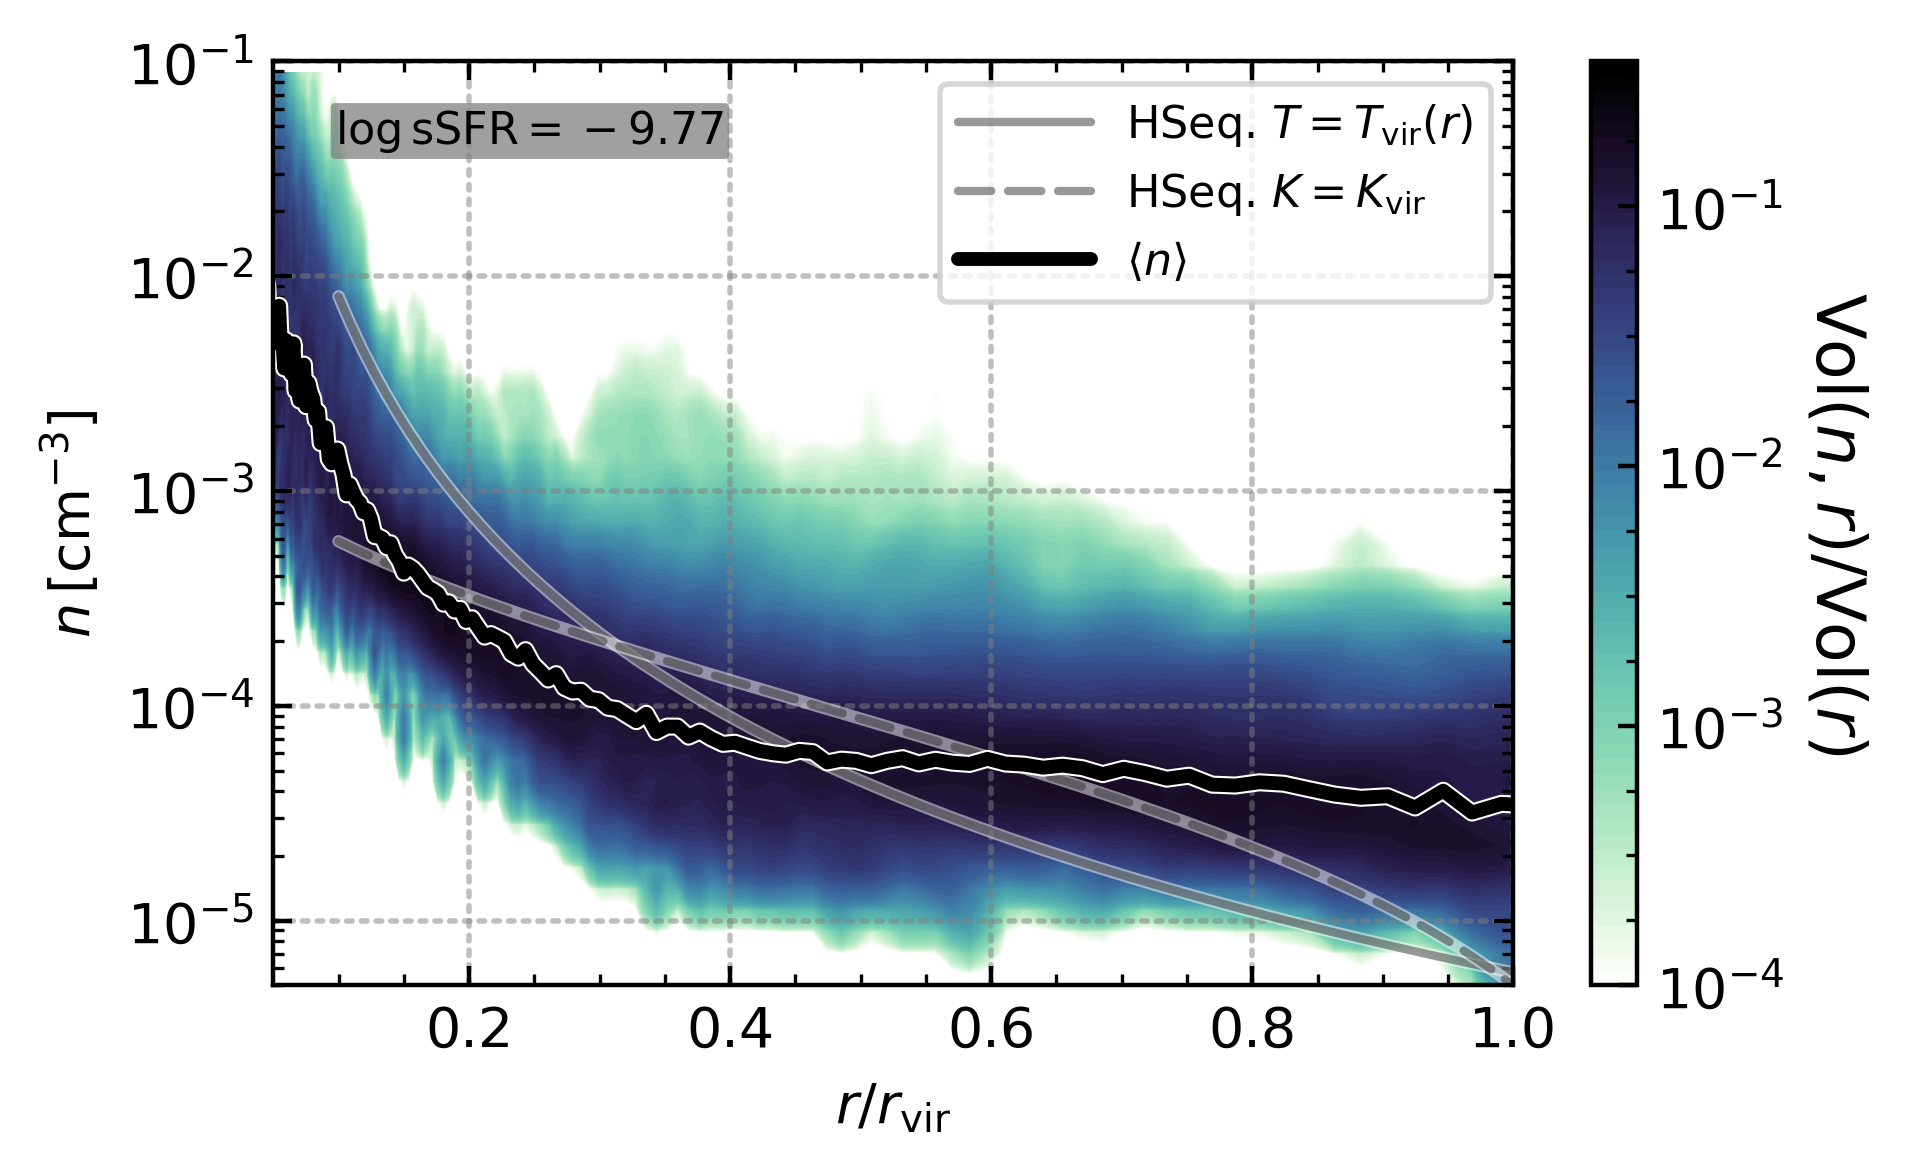 log sSFR = −9.77
HSeq. T = T_vir(r)
HSeq. K = K_vir
⟨n⟩
10⁻¹
10⁻²
10⁻³
10⁻⁴
10⁻⁵
n [cm⁻³]
0.2 0.4 0.6 0.8 1.0
r/r_vir
10⁻¹
10⁻²
10⁻³
10⁻⁴
Vol(n, r)/Vol(r)